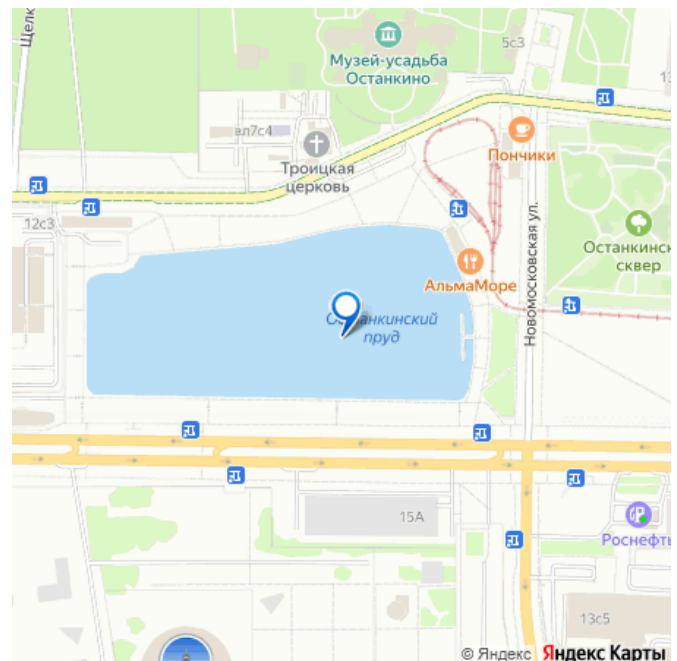 Щелк
Музей-усадьба
Останкино
5с3
13
вл7с4
Троицкая
церковь
Пончики
12с3
Новомосковская ул.
Останкинск
сквер
АльмаМоре
Останкинский
пруд
15А
Роснефть
13с5
© Яндекс Яндекс Карты